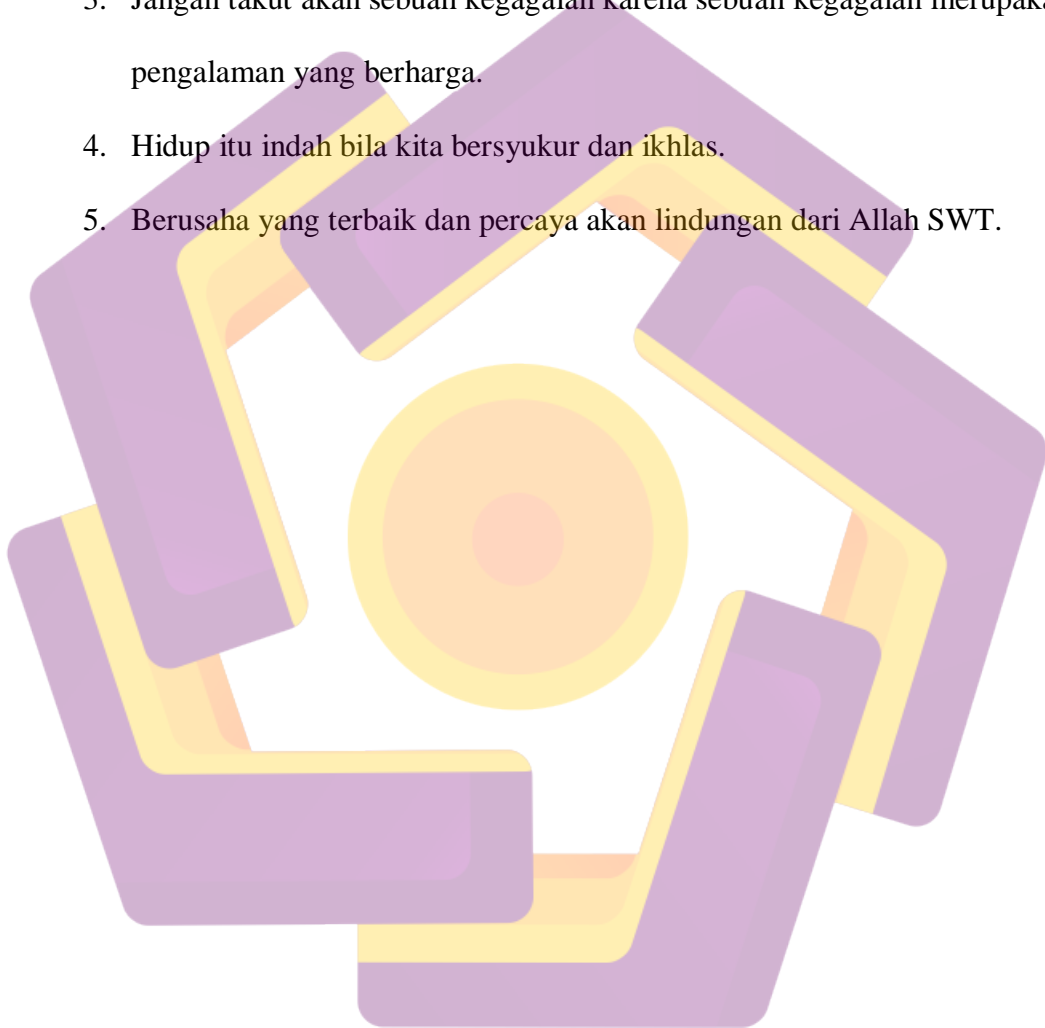 3. Jangan takut akan sebuah kegagalan karena sebuah kegagalan
pengalaman yang berharga.
4. Hidup itu indah bila kita bersyukur dan ikhlas.
5. Berusaha yang terbaik dan percaya akan lindungan dari Allah SWT.